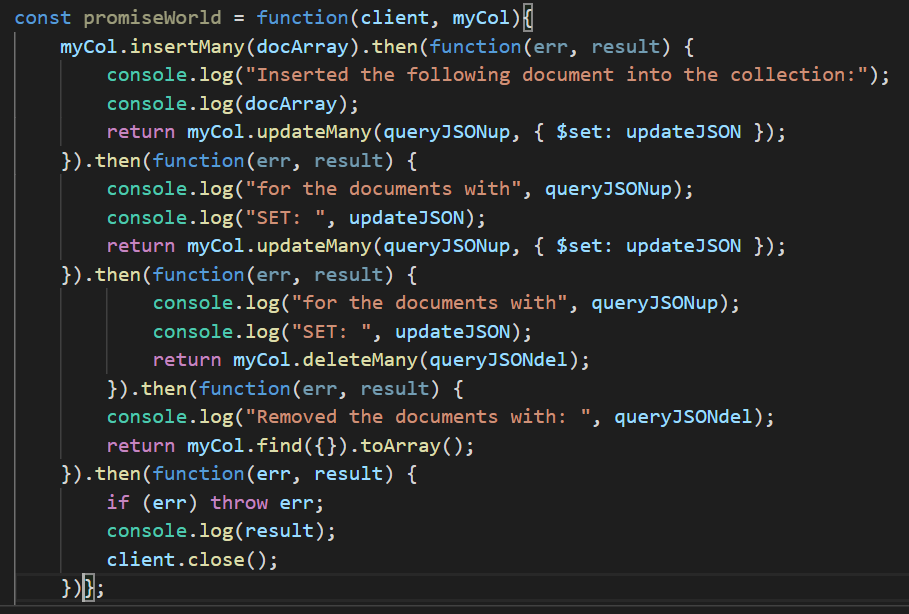 const promiseWorld = function(client, myCol){
    myCol.insertMany(docArray).then(function(err, result) {
        console.log("Inserted the following document into the collection:");
        console.log(docArray);
        return myCol.updateMany(queryJSONup, { $set: updateJSON });
    }).then(function(err, result) {
        console.log("for the documents with", queryJSONup);
        console.log("SET: ", updateJSON);
        return myCol.updateMany(queryJSONup, { $set: updateJSON });
    }).then(function(err, result) {
            console.log("for the documents with", queryJSONup);
            console.log("SET: ", updateJSON);
            return myCol.deleteMany(queryJSONdel);
        }).then(function(err, result) {
        console.log("Removed the documents with: ", queryJSONdel);
        return myCol.find({}).toArray();
    }).then(function(err, result) {
        if (err) throw err;
        console.log(result);
        client.close();
    })};